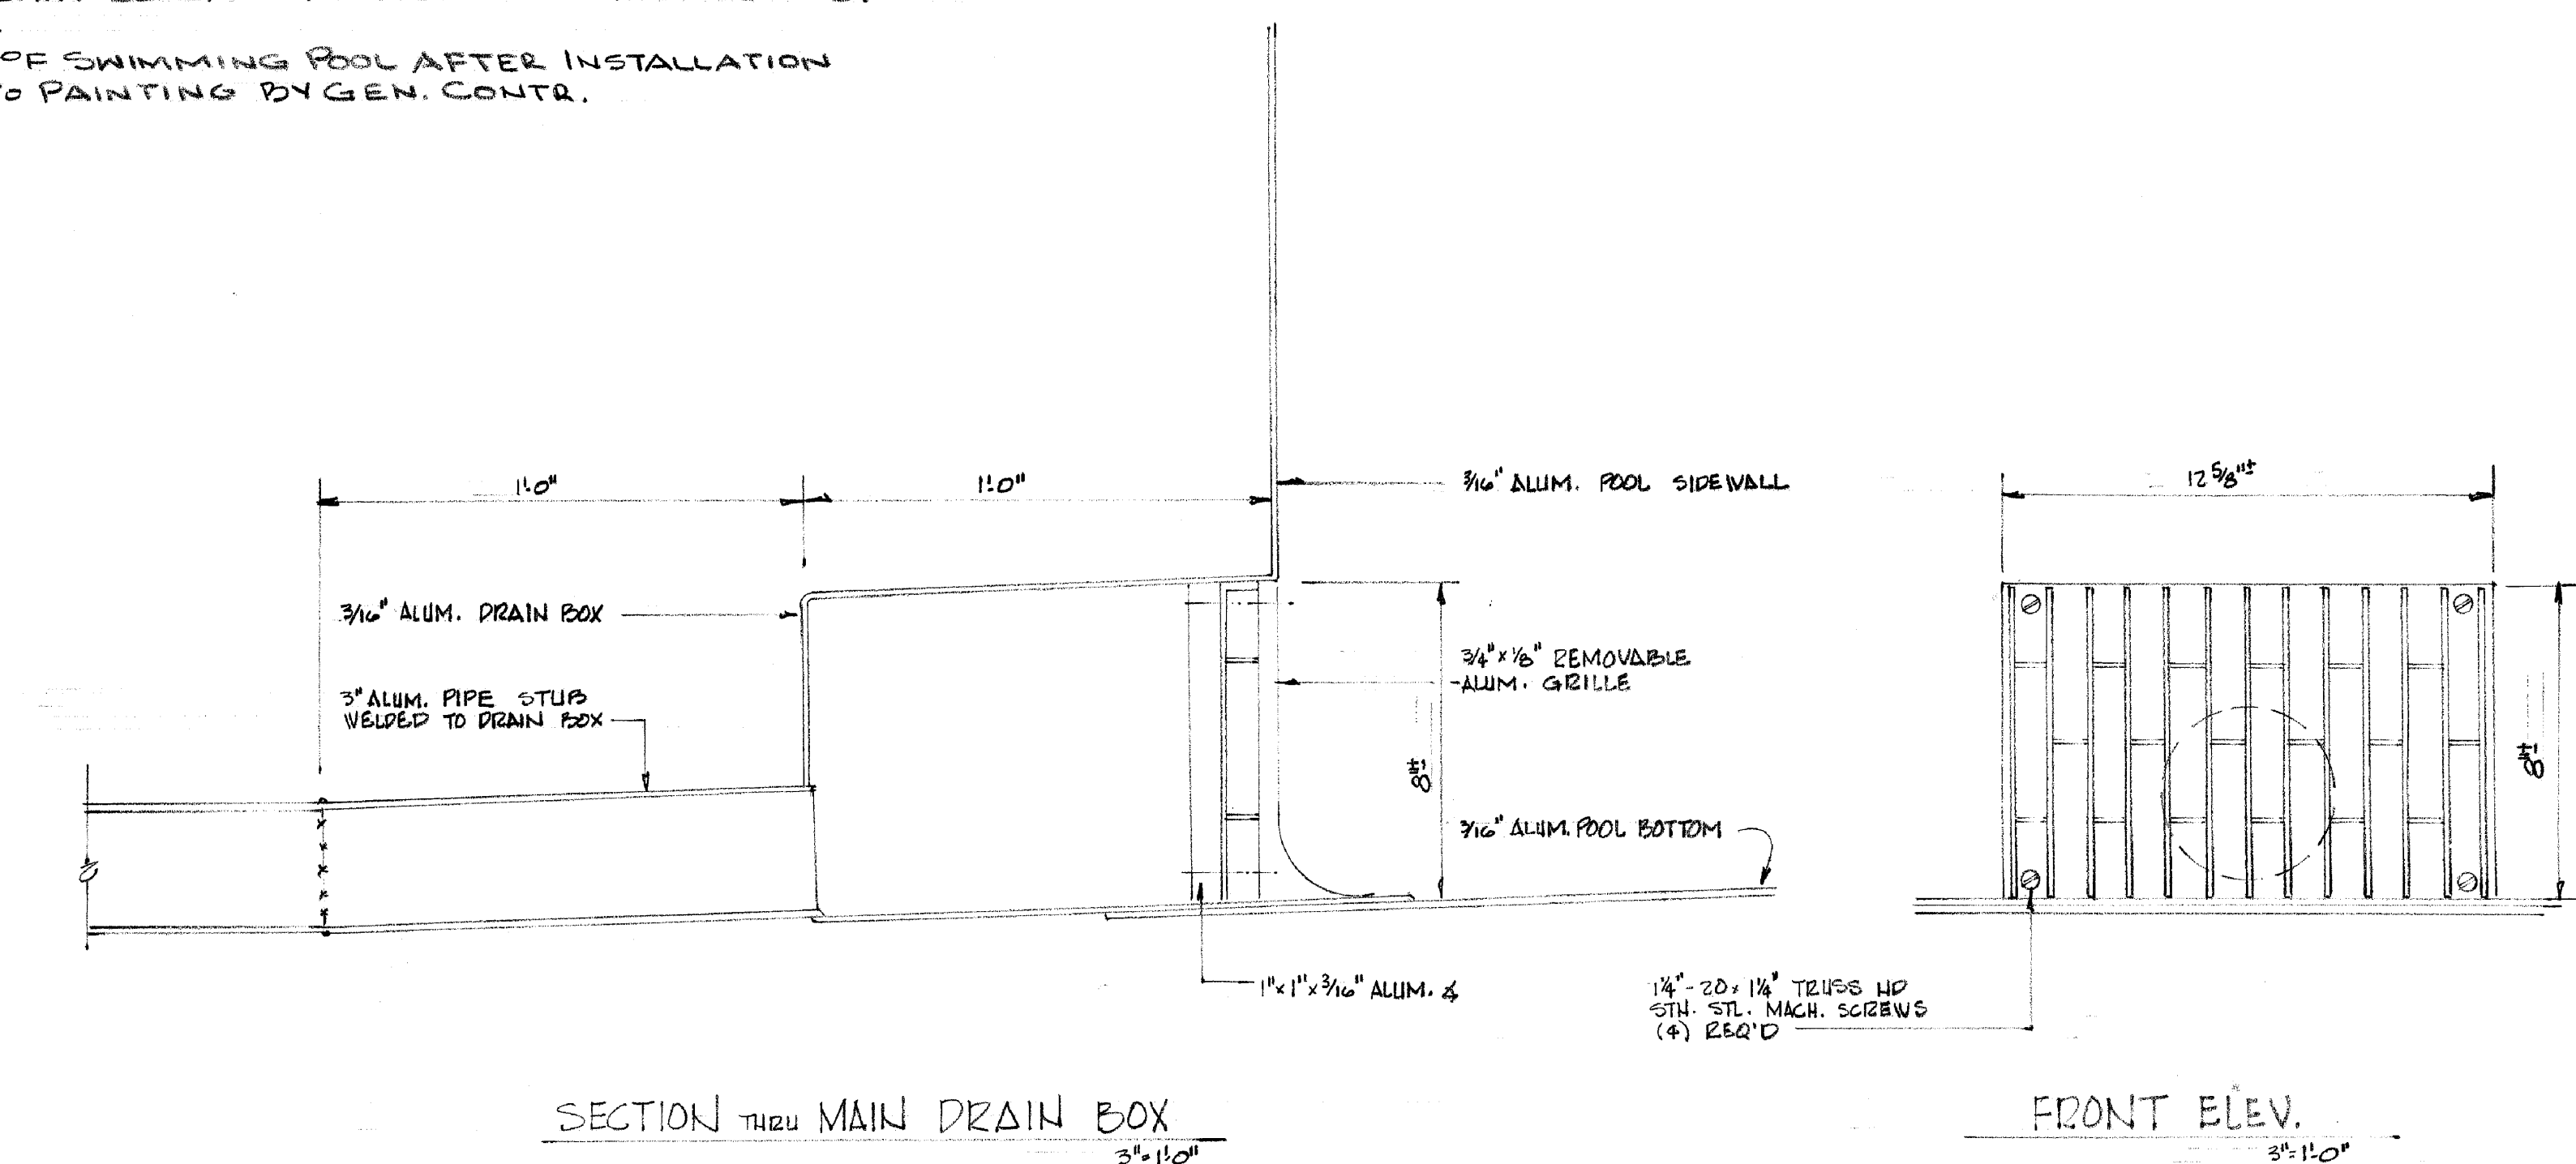 OF SWIMMING POOL AFTER INSTALLATION
TO PAINTING BY GEN. CONTR.
1'-0"
1'-0"
3/16" ALUM. POOL SIDEWALL
12 5/8"±
3/16" ALUM. DRAIN BOX
3/4" x 1/8" REMOVABLE
ALUM. GRILLE
3" ALUM. PIPE STUB
WELDED TO DRAIN BOX
8"±
8"±
3/16" ALUM. POOL BOTTOM
1" x 1" x 3/16" ALUM. ∡
1/4" - 20 x 1 1/4" TRUSS HD
STN. STL. MACH. SCREWS
(4) REQ'D
SECTION THRU MAIN DRAIN BOX
3"=1'-0"
FRONT ELEV.
3"=1'-0"